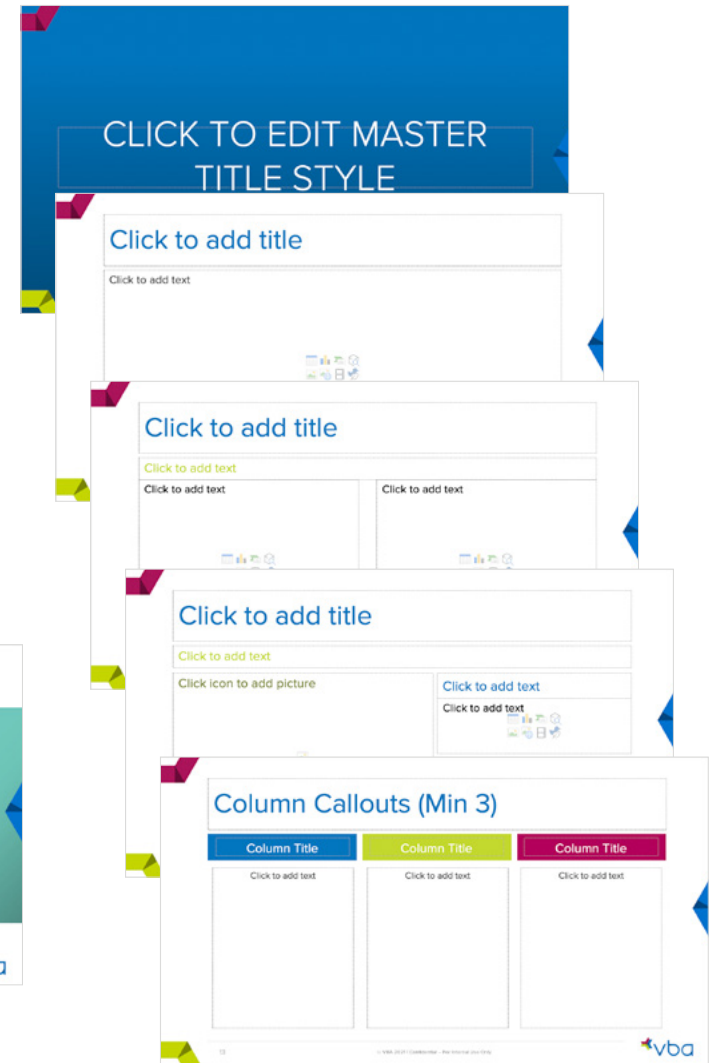 CLICK TO EDIT MASTER
TITLE STYLE
Click to add title
Click to add text
Click to add title
Click to add text
Click to add text
Click to add text
Click to add title
Click to add text
Click icon to add picture
Click to add text
Click to add text
Column Callouts (Min 3)
Column Title
Column Title
Column Title
Click to add text
Click to add text
Click to add text
vba